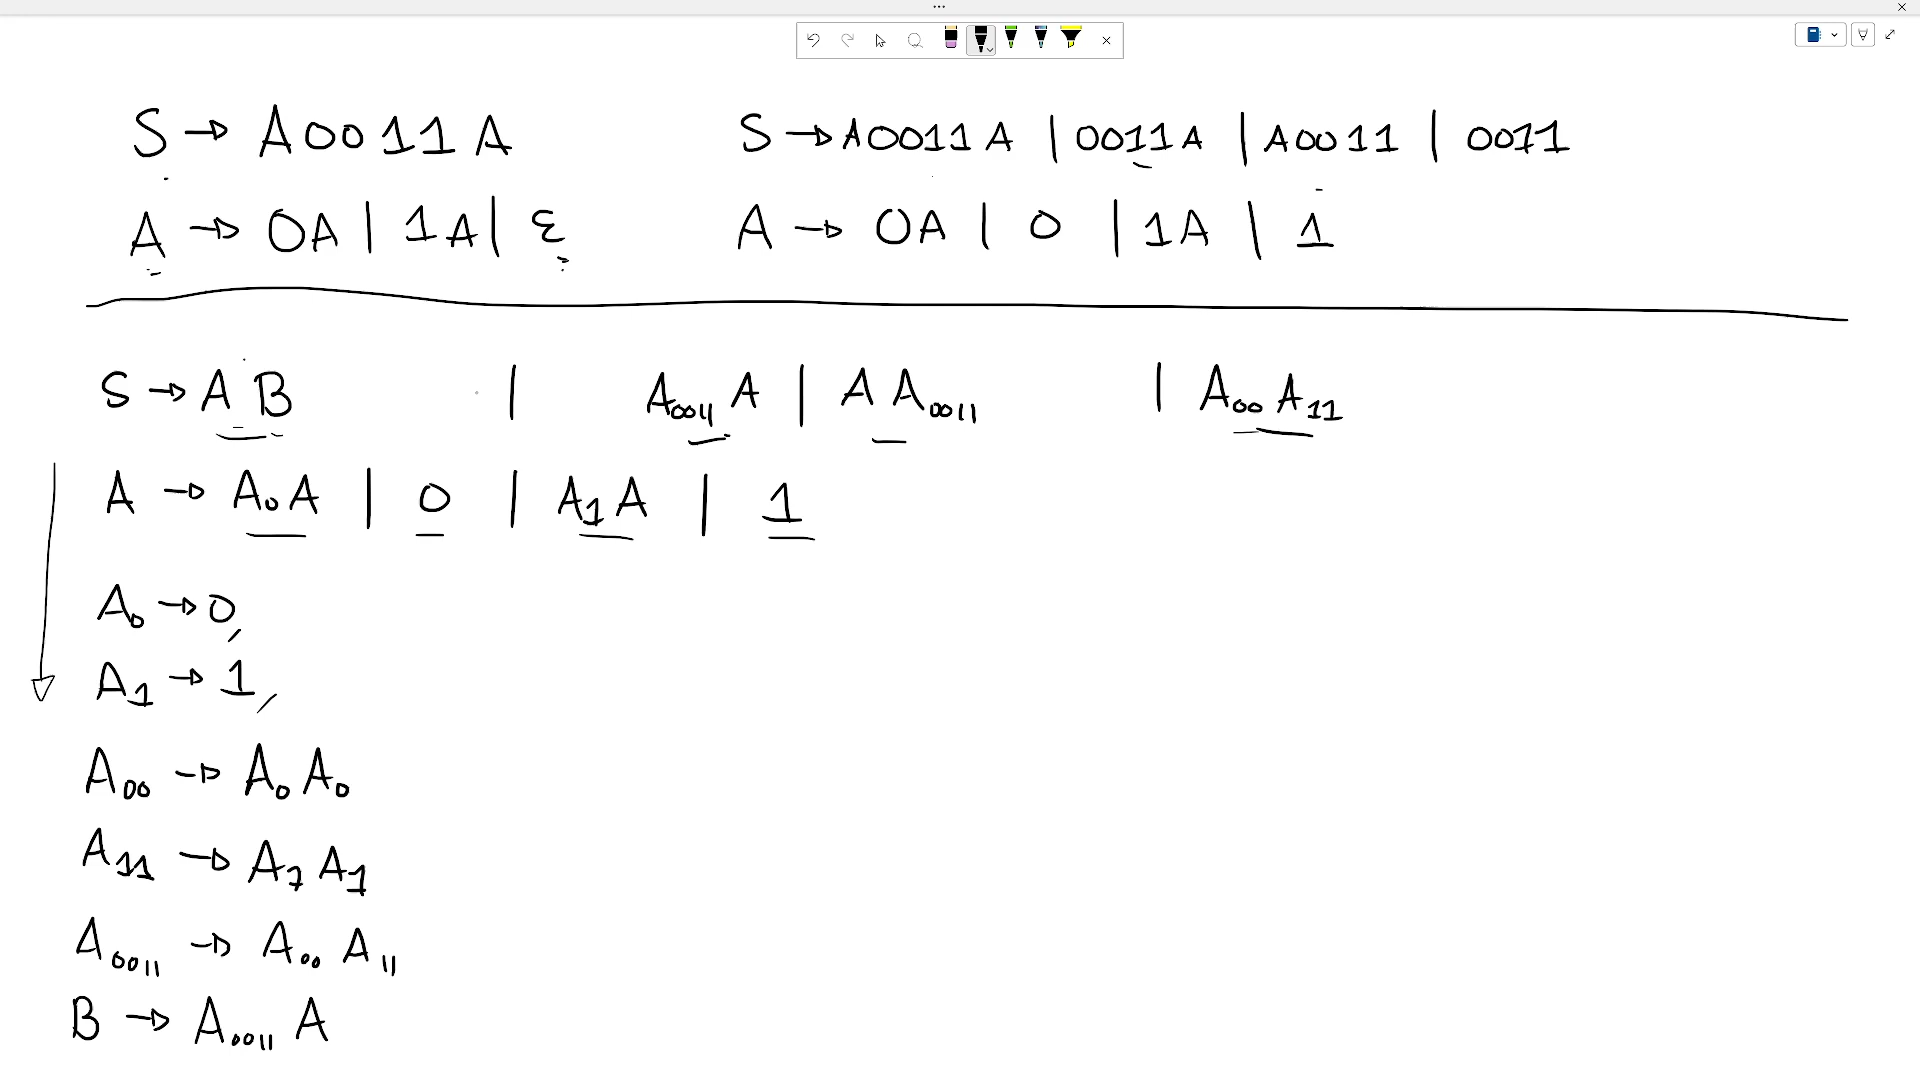 S → A0011A
S → A0011A | 0011A | A0011 | 0011
A → 0A | 1A | ε
A → 0A | 0 | 1A | 1
S → AB | A₀₀₁₁A | AA₀₀₁₁ | A₀₀A₁₁
A → A₀A | 0 | A₁A | 1
A₀ → 0,
A₁ → 1,
A₀₀ → A₀A₀
A₁₁ → A₁A₁
A₀₀₁₁ → A₀₀A₁₁
B → A₀₀₁₁A